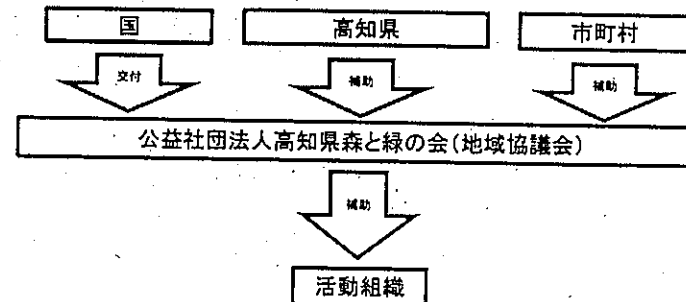 国 高知県 市町村
交付 補助 補助
公益社団法人高知県森と緑の会(地域協議会)
補助
活動組織